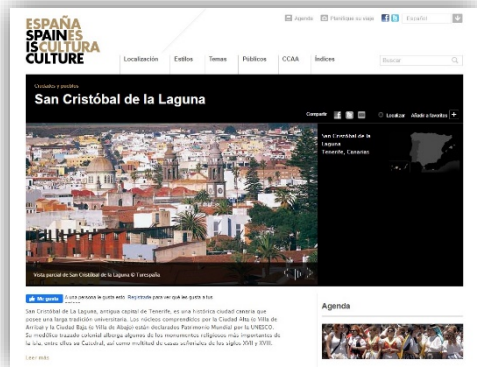 ESPAÑA
SPAIN ES
IS CULTURA
CULTURE
Agenda
Planifique su viaje
Español
Localización Estilos Temas Públicos CCAA Índices
Buscar
Ciudades y pueblos
San Cristóbal de la Laguna
Compartir
Localizar Añadir a favoritos +
San Cristóbal de la
Laguna
Tenerife, Canarias
Vista parcial de San Cristóbal de la Laguna © Turespaña
Me gusta A una persona le gusta esto. Regístrate para ver qué les gusta a tus
San Cristóbal de La Laguna, antigua capital de Tenerife, es una histórica ciudad canaria que
posee una larga tradición universitaria. Los núcleos comprendidos por la Ciudad Alta (o Villa de
Arriba) y la Ciudad Baja (o Villa de Abajo) están declarados Patrimonio Mundial por la UNESCO.
Su modélico trazado colonial alberga algunos de los monumentos religiosos más importantes de
la isla, entre ellos su Catedral, así como multitud de casas señoriales de los siglos XVII y XVIII.
Leer más
Agenda